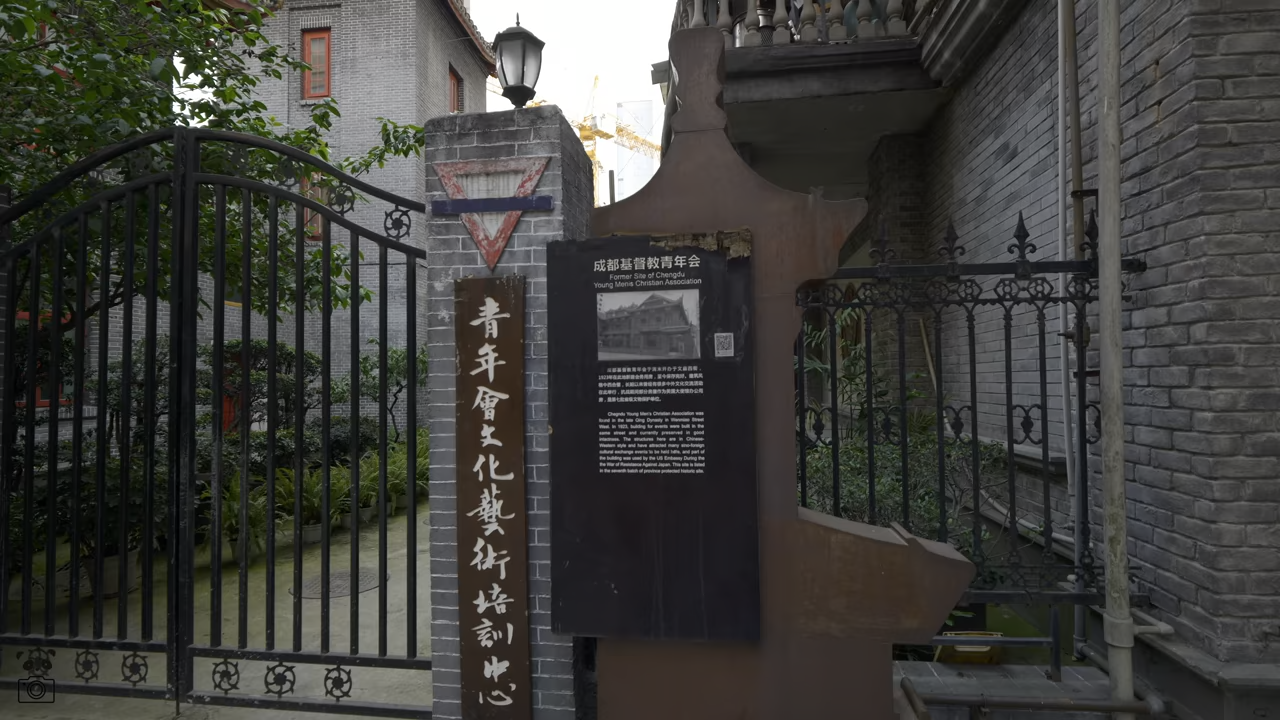 青年會文化藝術培訓中心
成都基督教青年会
Former Site of Chengdu
Young Men's Christian Association
Chengdu Young Men's Christian Association was
found in the late Qing Dynasty in Wenmiao Street
West. In 1923, building for events were built in the
same street and currently preserved in good
intactness. The structures here are in Chinese-
Western style and have attracted many sino-foreign
cultural exchange events to be held here, and part of
the building was used by the US Embassy During the
the War of Resistance Against Japan. This site is listed
in the seventh batch of province protected historic site.